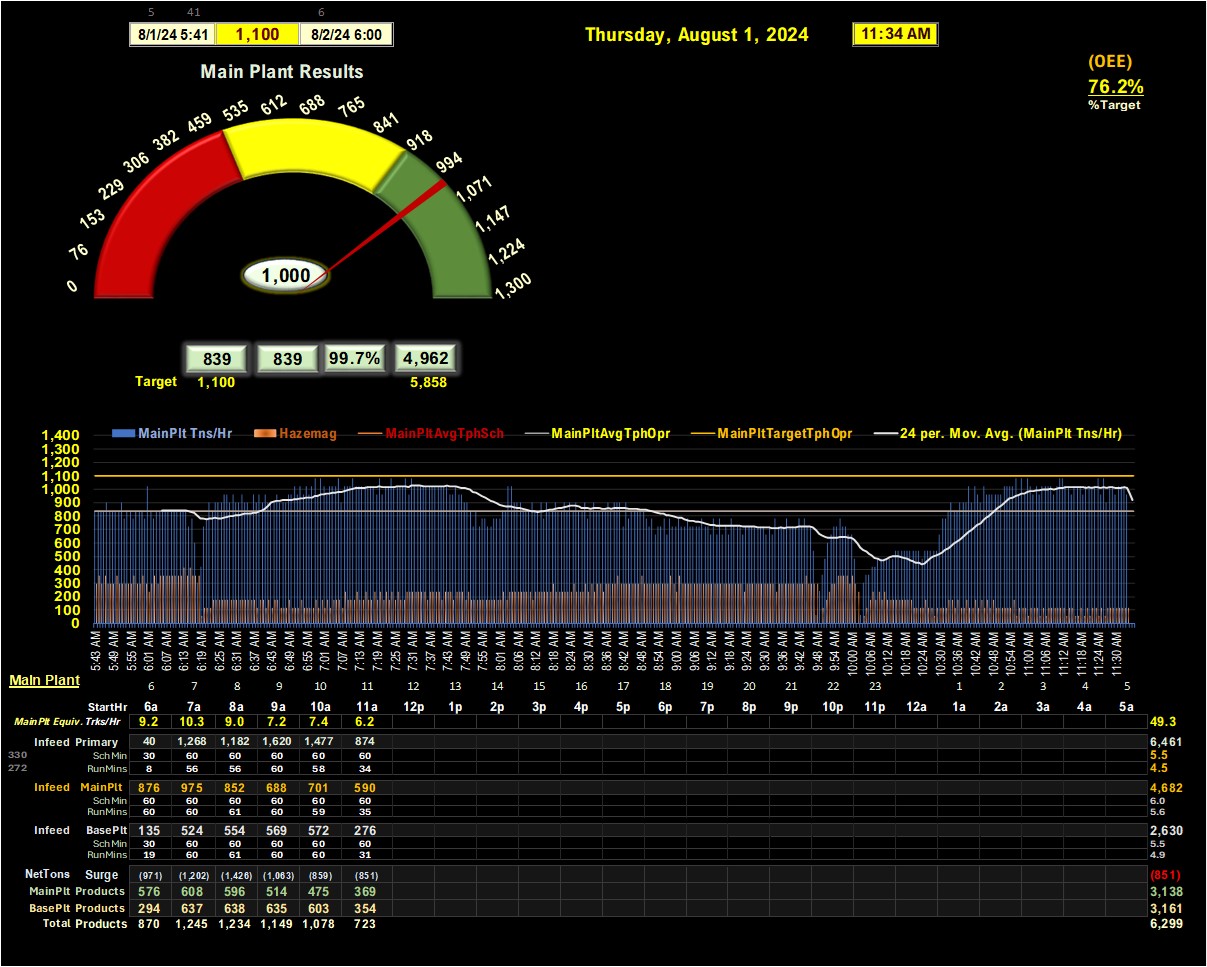 5 41 6
8/1/24 5:41 1,100 8/2/24 6:00
Thursday, August 1, 2024 11:34 AM
(OEE)
76.2%
%Target
Main Plant Results
0 76 153 229 306 382 459 535 612 688 765 841 918 994 1,071 1,147 1,224 1,300
1,000
839 839 99.7% 4,962
Target 1,100 5,858
MainPlt Tns/Hr Hazemag MainPltAvgTphSch MainPltAvgTphOpr MainPltTargetTphOpr 24 per. Mov. Avg. (MainPlt Tns/Hr)
1,400
1,300
1,200
1,100
1,000
900
800
700
600
500
400
300
200
100
0
5:43 AM 5:49 AM 5:55 AM 6:01 AM 6:07 AM 6:13 AM 6:19 AM 6:25 AM 6:31 AM 6:37 AM 6:43 AM 6:49 AM 6:55 AM 7:01 AM 7:07 AM 7:13 AM 7:19 AM 7:25 AM 7:31 AM 7:37 AM 7:43 AM 7:49 AM 7:55 AM 8:01 AM 8:06 AM 8:12 AM 8:18 AM 8:24 AM 8:30 AM 8:36 AM 8:42 AM 8:48 AM 8:54 AM 9:00 AM 9:06 AM 9:12 AM 9:18 AM 9:24 AM 9:30 AM 9:36 AM 9:42 AM 9:48 AM 9:54 AM 10:00 AM 10:06 AM 10:12 AM 10:18 AM 10:24 AM 10:30 AM 10:36 AM 10:42 AM 10:48 AM 10:54 AM 11:00 AM 11:06 AM 11:12 AM 11:18 AM 11:24 AM 11:30 AM
Main Plant 6 7 8 9 10 11 12 13 14 15 16 17 18 19 20 21 22 23 1 2 3 4 5
StartHr 6a 7a 8a 9a 10a 11a 12p 1p 2p 3p 4p 5p 6p 7p 8p 9p 10p 11p 12a 1a 2a 3a 4a 5a
MainPlt Equiv. Trks/Hr 9.2 10.3 9.0 7.2 7.4 6.2 49.3
Infeed Primary 40 1,268 1,182 1,620 1,477 874 6,461
330 Sch Min 30 60 60 60 60 60 5.5
272 RunMins 8 56 56 60 58 34 4.5
Infeed MainPlt 876 975 852 688 701 590 4,682
Sch Min 60 60 60 60 60 60 6.0
RunMins 60 60 61 60 59 35 5.6
Infeed BasePlt 135 524 554 569 572 276 2,630
Sch Min 30 60 60 60 60 60 5.5
RunMins 19 60 61 60 60 31 4.9
NetTons Surge (971) (1,202) (1,426) (1,063) (859) (851) (851)
MainPlt Products 576 608 596 514 475 369 3,138
BasePlt Products 294 637 638 635 603 354 3,161
Total Products 870 1,245 1,234 1,149 1,078 723 6,299